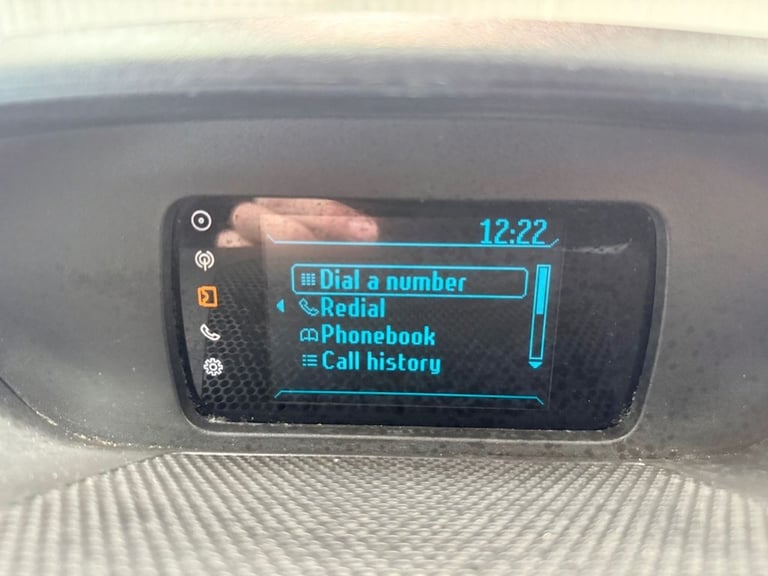 12:22
Dial a number
Redial
Phonebook
Call history